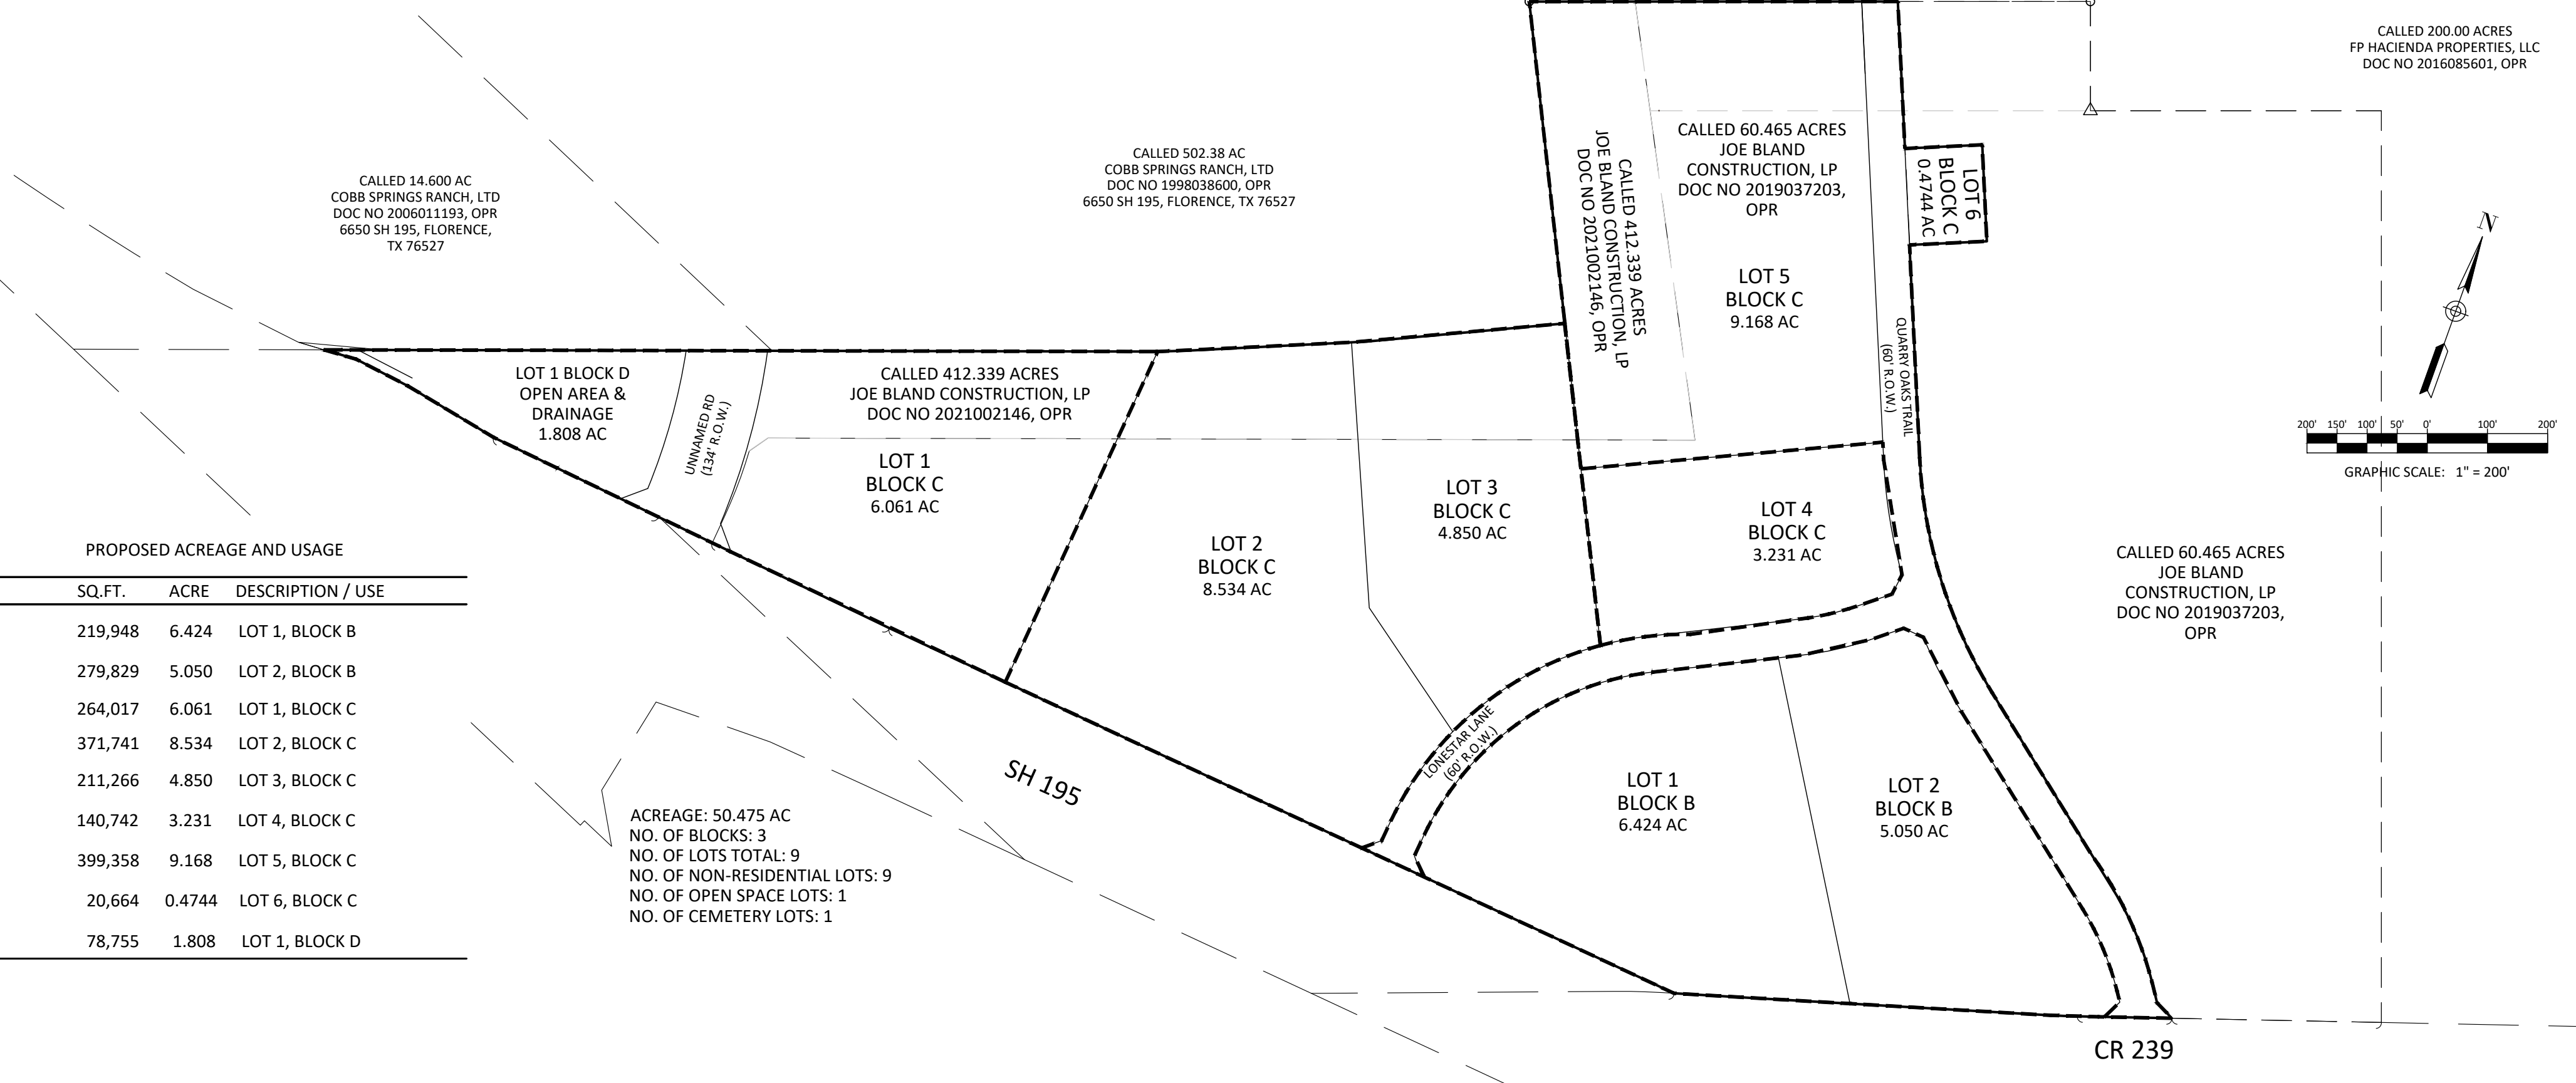 CALLED 200.00 ACRES
FP HACIENDA PROPERTIES, LLC
DOC NO 2016085601, OPR
CALLED 14.600 AC
COBB SPRINGS RANCH, LTD
DOC NO 2006011193, OPR
6650 SH 195, FLORENCE,
TX 76527
CALLED 502.38 AC
COBB SPRINGS RANCH, LTD
DOC NO 1998038600, OPR
6650 SH 195, FLORENCE, TX 76527
CALLED 412.339 ACRES
JOE BLAND CONSTRUCTION, LP
DOC NO 2021002146, OPR
CALLED 60.465 ACRES
JOE BLAND
CONSTRUCTION, LP
DOC NO 2019037203,
OPR
LOT 5
BLOCK C
9.168 AC
LOT 6
BLOCK C
0.4744 AC
QUARRY OAKS TRAIL
(60' R.O.W.)
N
200' 150' 100' 50' 0' 100' 200'
GRAPHIC SCALE: 1" = 200'
LOT 1 BLOCK D
OPEN AREA &
DRAINAGE
1.808 AC
UNNAMED RD
(134' R.O.W.)
CALLED 412.339 ACRES
JOE BLAND CONSTRUCTION, LP
DOC NO 2021002146, OPR
LOT 1
BLOCK C
6.061 AC
LOT 2
BLOCK C
8.534 AC
LOT 3
BLOCK C
4.850 AC
LOT 4
BLOCK C
3.231 AC
CALLED 60.465 ACRES
JOE BLAND
CONSTRUCTION, LP
DOC NO 2019037203,
OPR
LONESTAR LANE
(60' R.O.W.)
LOT 1
BLOCK B
6.424 AC
LOT 2
BLOCK B
5.050 AC
SH 195
CR 239
PROPOSED ACREAGE AND USAGE
SQ.FT. ACRE DESCRIPTION / USE
219,948 6.424 LOT 1, BLOCK B
279,829 5.050 LOT 2, BLOCK B
264,017 6.061 LOT 1, BLOCK C
371,741 8.534 LOT 2, BLOCK C
211,266 4.850 LOT 3, BLOCK C
140,742 3.231 LOT 4, BLOCK C
399,358 9.168 LOT 5, BLOCK C
20,664 0.4744 LOT 6, BLOCK C
78,755 1.808 LOT 1, BLOCK D
ACREAGE: 50.475 AC
NO. OF BLOCKS: 3
NO. OF LOTS TOTAL: 9
NO. OF NON-RESIDENTIAL LOTS: 9
NO. OF OPEN SPACE LOTS: 1
NO. OF CEMETERY LOTS: 1